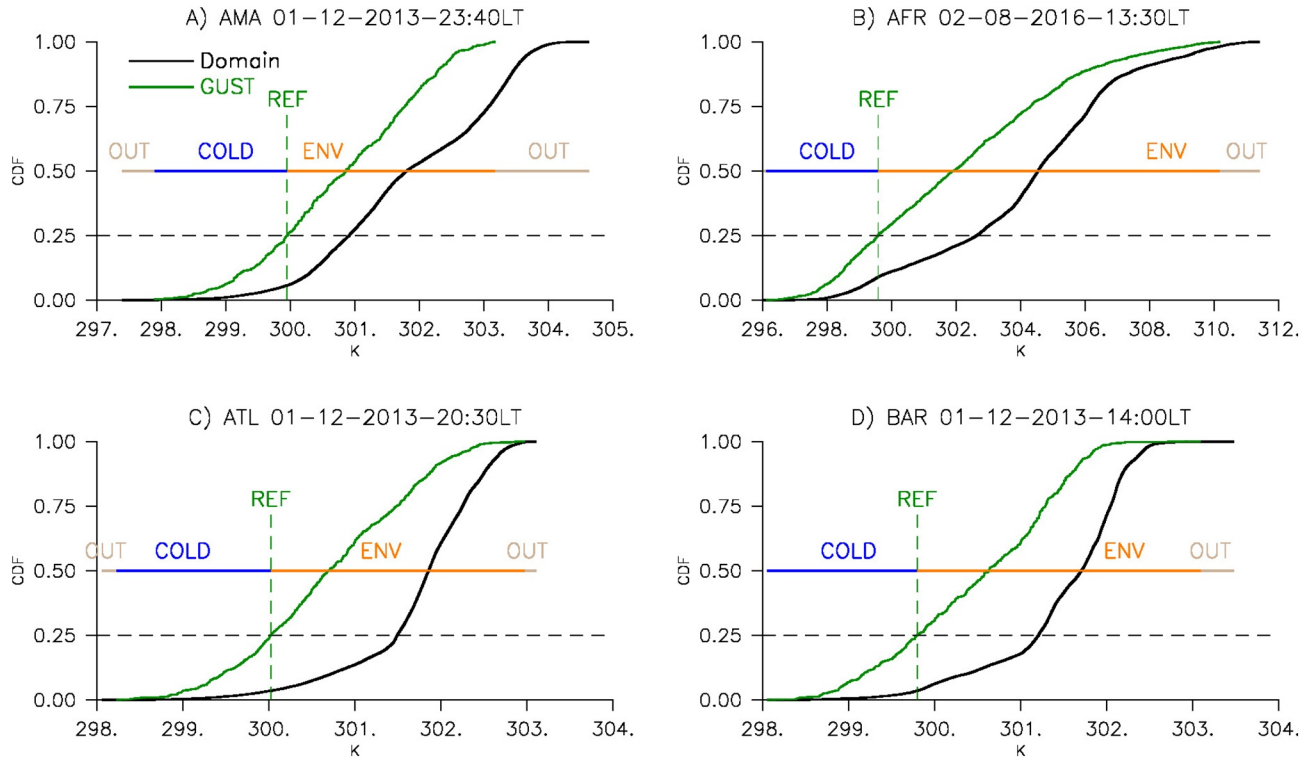 A) AMA 01-12-2013-23:40LT
1.00
Domain
GUST
REF
0.75
OUT COLD ENV OUT
CDF
0.50
0.25
0.00
297. 298. 299. 300. 301. 302. 303. 304. 305.
K
B) AFR 02-08-2016-13:30LT
1.00
REF
0.75
COLD ENV OUT
CDF
0.50
0.25
0.00
296. 298. 300. 302. 304. 306. 308. 310. 312.
K
C) ATL 01-12-2013-20:30LT
1.00
REF
0.75
OUT COLD ENV OUT
CDF
0.50
0.25
0.00
298. 299. 300. 301. 302. 303. 304.
K
D) BAR 01-12-2013-14:00LT
1.00
REF
0.75
COLD ENV OUT
CDF
0.50
0.25
0.00
298. 299. 300. 301. 302. 303. 304.
K